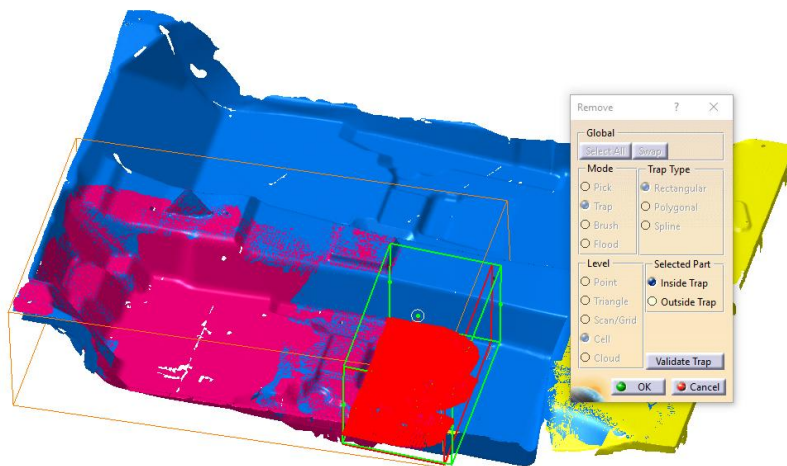 Remove ? ×
Global
Select All Swap
Mode
Pick
Trap
Brush
Flood
Trap Type
Rectangular
Polygonal
Spline
Level
Point
Triangle
Scan/Grid
Cell
Cloud
Selected Part
Inside Trap
Outside Trap
Validate Trap
OK Cancel